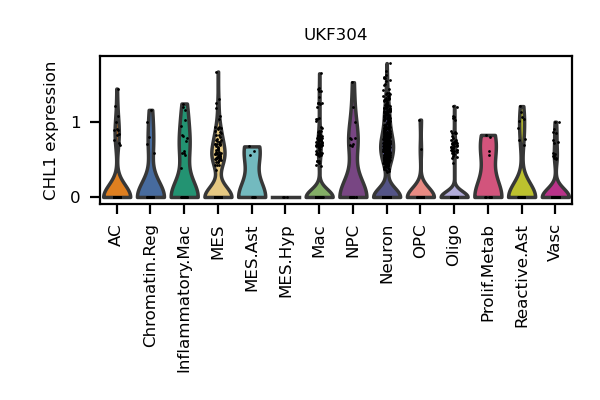 UKF304
CHL1 expression
1
0
AC
Chromatin.Reg
Inflammatory.Mac
MES
MES.Ast
MES.Hyp
Mac
NPC
Neuron
OPC
Oligo
Prolif.Metab
Reactive.Ast
Vasc